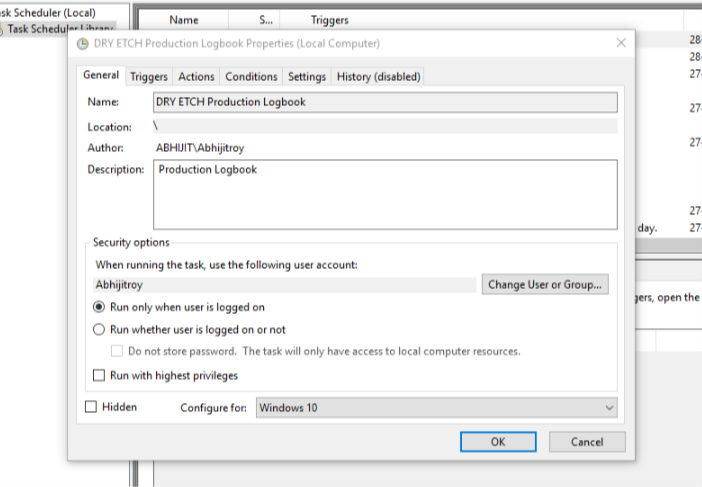 sk Scheduler (Local)
Task Scheduler Library
Name S... Triggers
DRY ETCH Production Logbook Properties (Local Computer)
General Triggers Actions Conditions Settings History (disabled)
Name: DRY ETCH Production Logbook
Location: \
Author: ABHIJIT\Abhijitroy
Description: Production Logbook
Security options
When running the task, use the following user account:
Abhijitroy
Change User or Group...
Run only when user is logged on
Run whether user is logged on or not
Do not store password. The task will only have access to local computer resources.
Run with highest privileges
Hidden Configure for: Windows 10
OK Cancel
28-
28-
27-
27-
27-
27-
day. 27-
gers, open the